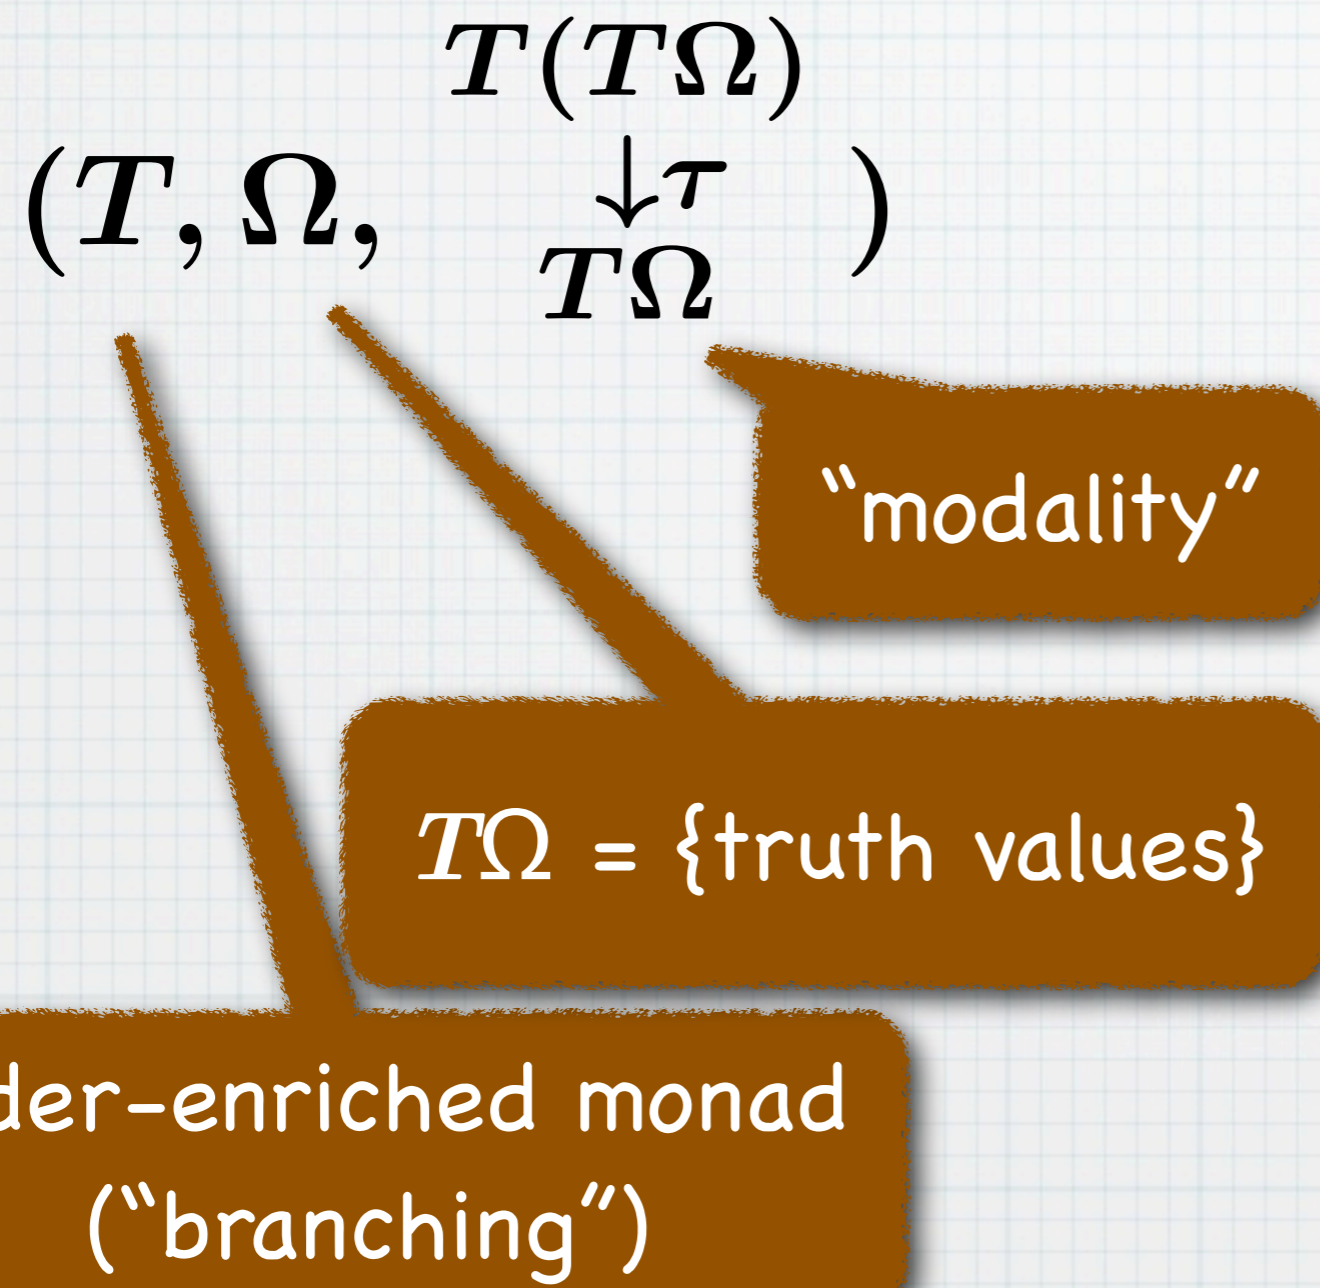 T(TΩ)
(T, Ω, ↓τ )
TΩ
“modality”
TΩ = {truth values}
der-enriched monad
(“branching”)